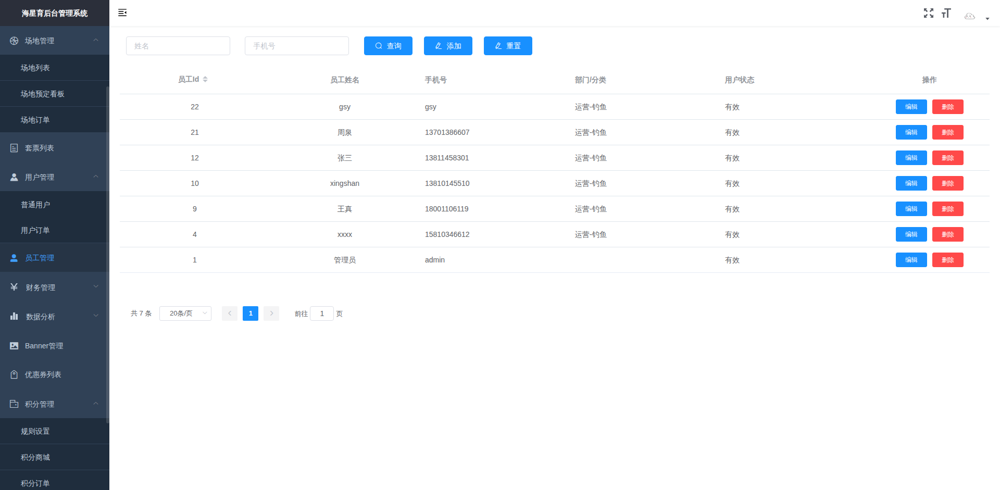 海星育后台管理系统
场地管理
场地列表
场地预定看板
场地订单
套票列表
用户管理
普通用户
用户订单
员工管理
财务管理
数据分析
Banner管理
优惠券列表
积分管理
规则设置
积分商城
积分订单
姓名 手机号 查询 添加 重置
员工Id 员工姓名 手机号 部门/分类 用户状态 操作
22 gsy gsy 运营-钓鱼 有效 编辑 删除
21 周泉 13701386607 运营-钓鱼 有效 编辑 删除
12 张三 13811458301 运营-钓鱼 有效 编辑 删除
10 xingshan 13810145510 运营-钓鱼 有效 编辑 删除
9 王真 18001106119 运营-钓鱼 有效 编辑 删除
4 xxxx 15810346612 运营-钓鱼 有效 编辑 删除
1 管理员 admin 有效 编辑 删除
共 7 条 20条/页 1 前往 1 页